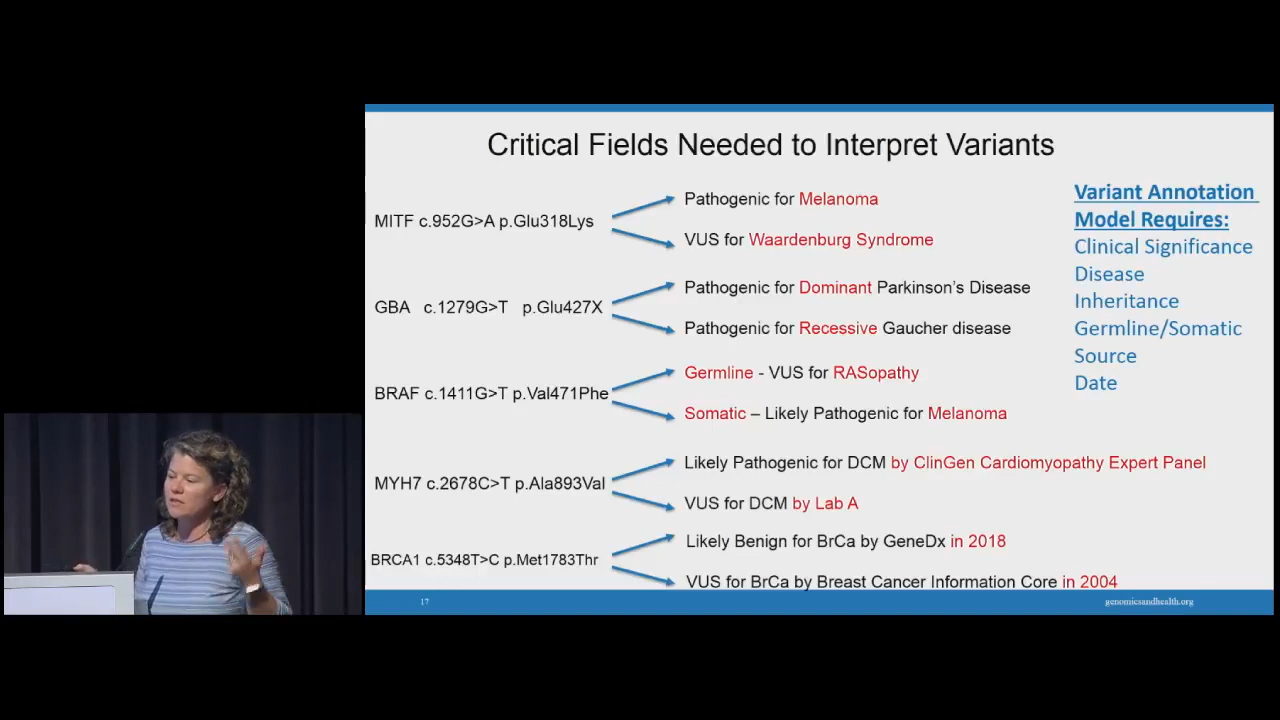 Critical Fields Needed to Interpret Variants
MITF c.952G>A p.Glu318Lys
Pathogenic for Melanoma
VUS for Waardenburg Syndrome
GBA c.1279G>T p.Glu427X
Pathogenic for Dominant Parkinson's Disease
Pathogenic for Recessive Gaucher disease
BRAF c.1411G>T p.Val471Phe
Germline - VUS for RASopathy
Somatic – Likely Pathogenic for Melanoma
MYH7 c.2678C>T p.Ala893Val
Likely Pathogenic for DCM by ClinGen Cardiomyopathy Expert Panel
VUS for DCM by Lab A
BRCA1 c.5348T>C p.Met1783Thr
Likely Benign for BrCa by GeneDx in 2018
VUS for BrCa by Breast Cancer Information Core in 2004
Variant Annotation
Model Requires:
Clinical Significance
Disease
Inheritance
Germline/Somatic
Source
Date
17
genomicsandhealth.org